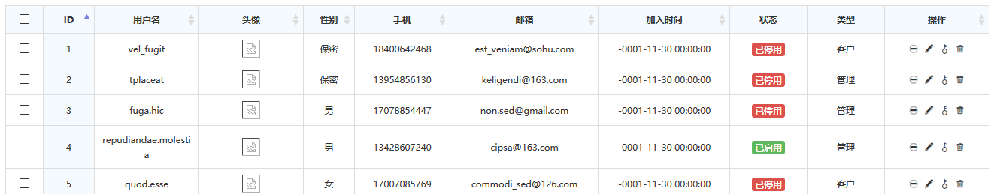 ID 用户名 头像 性别 手机 邮箱 加入时间 状态 类型 操作
1 vel_fugit 保密 18400642468 est_veniam@sohu.com -0001-11-30 00:00:00 已停用 客户
2 tplaceat 保密 13954856130 keligendi@163.com -0001-11-30 00:00:00 已停用 管理
3 fuga.hic 男 17078854447 non.sed@gmail.com -0001-11-30 00:00:00 已停用 管理
4 repudiandae.molesti
a 男 13428607240 cipsa@163.com -0001-11-30 00:00:00 已启用 管理
5 quod.esse 女 17007085769 commodi_sed@126.com -0001-11-30 00:00:00 已停用 客户